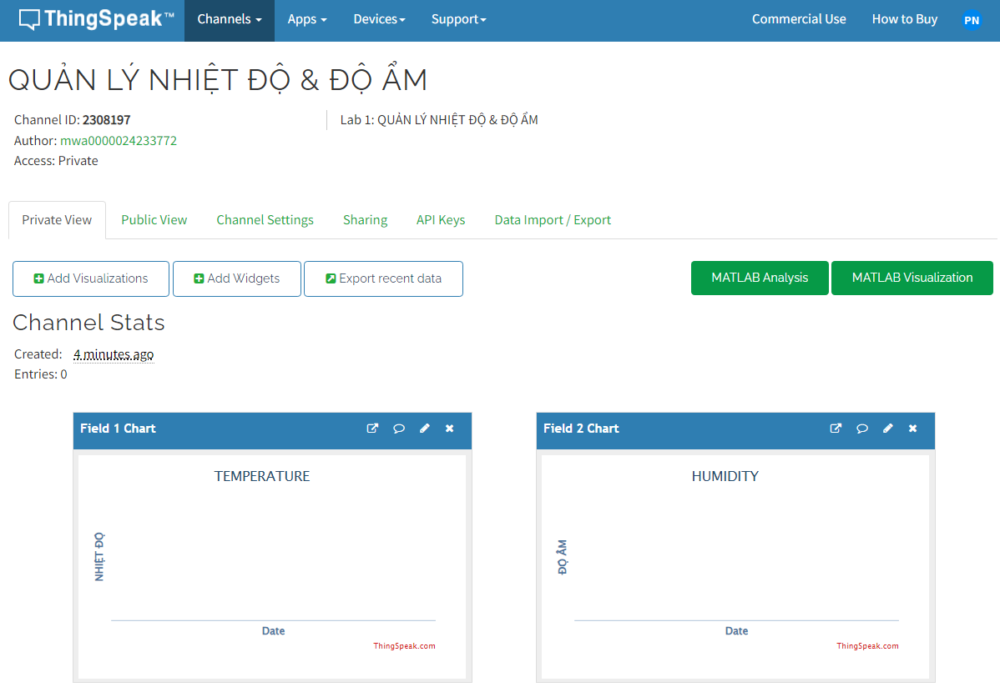 ThingSpeak™ Channels Apps Devices Support Commercial Use How to Buy PN
QUẢN LÝ NHIỆT ĐỘ & ĐỘ ẨM
Channel ID: 2308197
Author: mwa0000024233772
Access: Private
Lab 1: QUẢN LÝ NHIỆT ĐỘ & ĐỘ ẨM
Private View Public View Channel Settings Sharing API Keys Data Import / Export
Add Visualizations Add Widgets Export recent data MATLAB Analysis MATLAB Visualization
Channel Stats
Created: 4 minutes ago
Entries: 0
Field 1 Chart
TEMPERATURE
NHIỆT ĐỘ
Date
ThingSpeak.com
Field 2 Chart
HUMIDITY
ĐỘ ẨM
Date
ThingSpeak.com